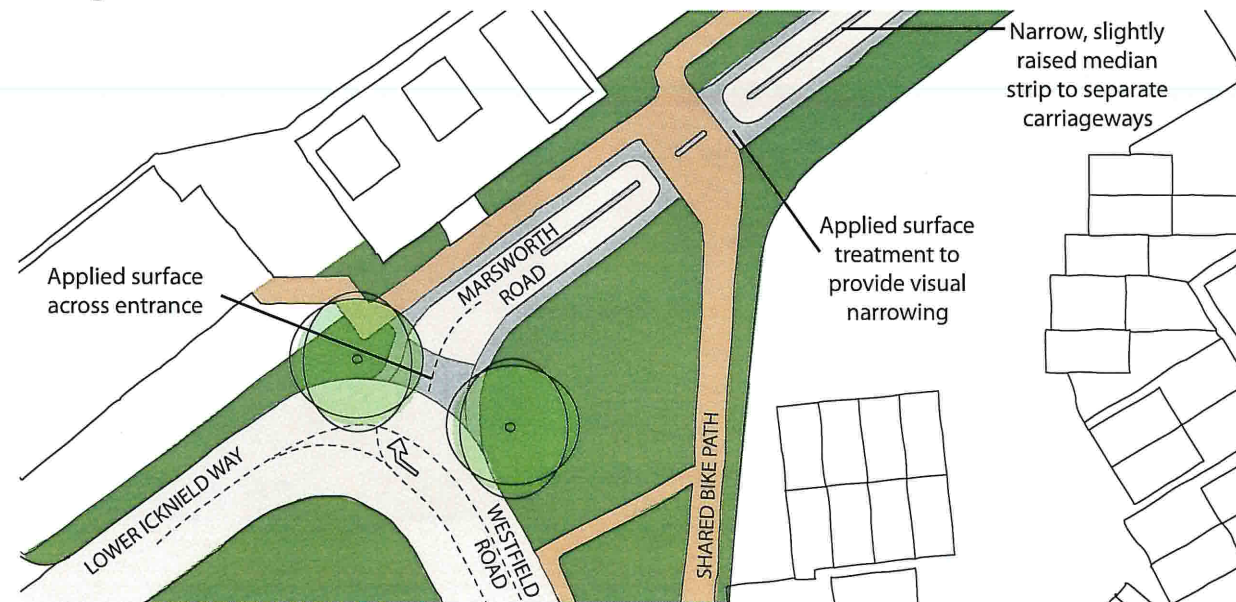 Narrow, slightly
raised median
strip to separate
carriageways
Applied surface
treatment to
provide visual
narrowing
Applied surface
across entrance
MARSWORTH
ROAD
LOWER ICKNIELD WAY
WESTFIELD
ROAD
SHARED BIKE PATH